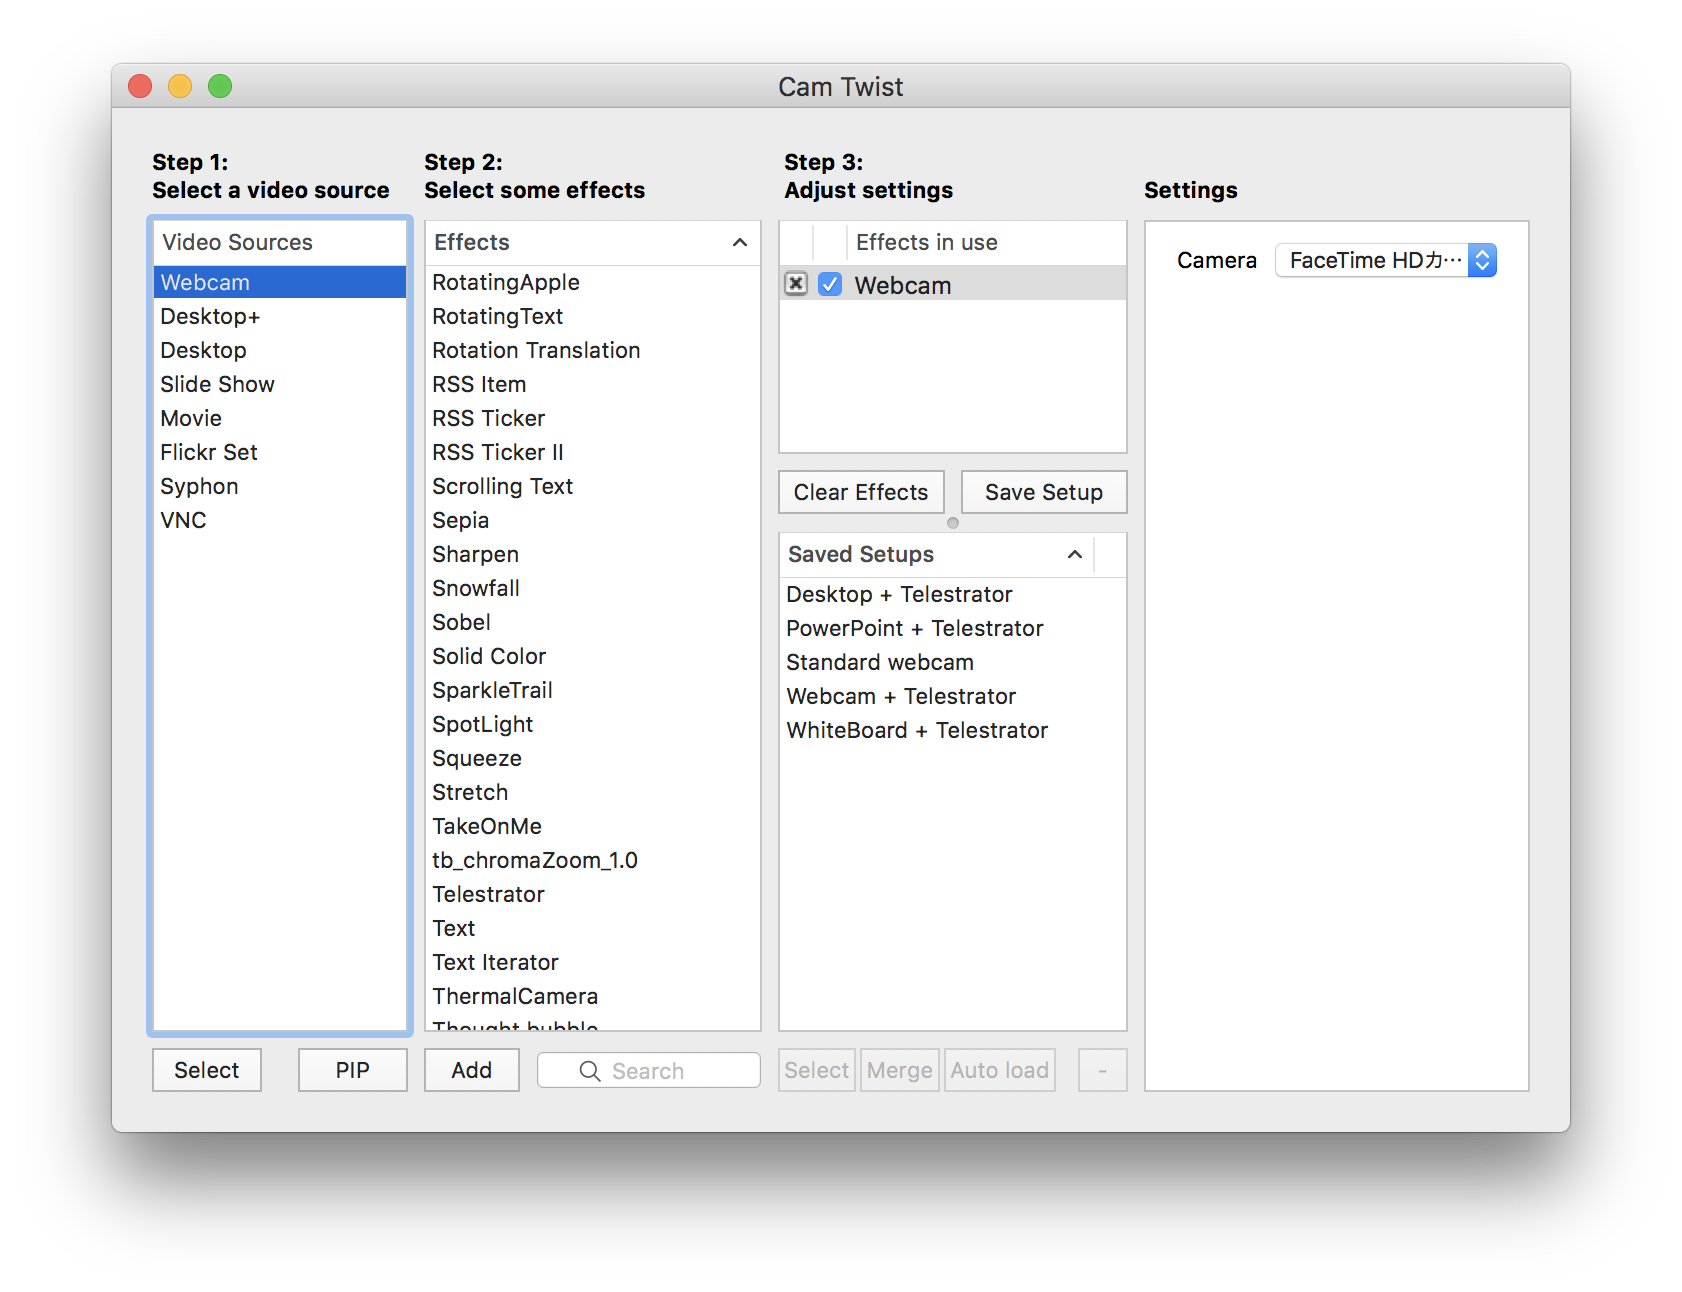 Cam Twist
Step 1:
Select a video source
Video Sources
Webcam
Desktop+
Desktop
Slide Show
Movie
Flickr Set
Syphon
VNC
Select
PIP
Step 2:
Select some effects
Effects
RotatingApple
RotatingText
Rotation Translation
RSS Item
RSS Ticker
RSS Ticker II
Scrolling Text
Sepia
Sharpen
Snowfall
Sobel
Solid Color
SparkleTrail
SpotLight
Squeeze
Stretch
TakeOnMe
tb_chromaZoom_1.0
Telestrator
Text
Text Iterator
ThermalCamera
Thought bubble
Add
Search
Step 3:
Adjust settings
Effects in use
Webcam
Clear Effects
Save Setup
Saved Setups
Desktop + Telestrator
PowerPoint + Telestrator
Standard webcam
Webcam + Telestrator
WhiteBoard + Telestrator
Select
Merge
Auto load
-
Settings
Camera
FaceTime HDカ…